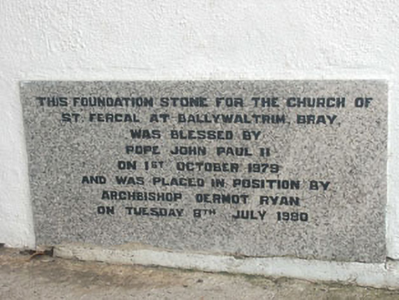 THIS FOUNDATION STONE FOR THE CHURCH OF
ST. FERGAL AT BALLYWALTRIM, BRAY,
WAS BLESSED BY
POPE JOHN PAUL II
ON 1ST OCTOBER 1979
AND WAS PLACED IN POSITION BY
ARCHBISHOP DERMOT RYAN
ON TUESDAY 8TH JULY 1980